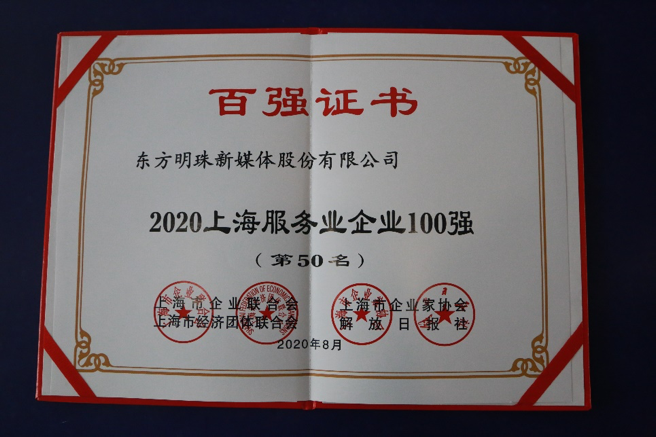 百强证书
东方明珠新媒体股份有限公司
2020上海服务业企业100强
（第50名）
上海市企业联合会 上海市企业家协会
上海市经济团体联合会 解放日报社
2020年8月